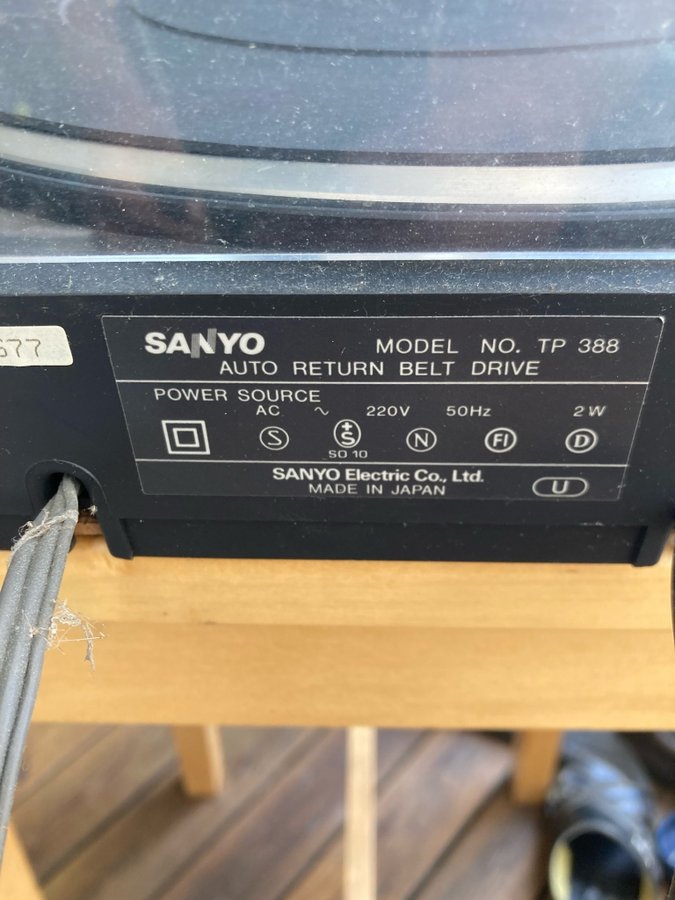 677
SANYO MODEL NO. TP 388
AUTO RETURN BELT DRIVE
POWER SOURCE
AC ~ 220V 50Hz 2W
S +S N FI D
SO 10
SANYO Electric Co., Ltd.
MADE IN JAPAN U